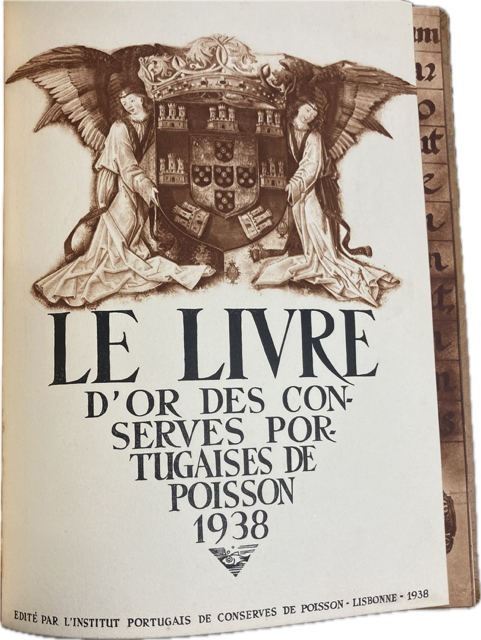 LE LIVRE
D'OR DES CON-
SERVES POR-
TUGAISES DE
POISSON
1938
EDITÉ PAR L'INSTITUT PORTUGAIS DE CONSERVES DE POISSON - LISBONNE - 1938